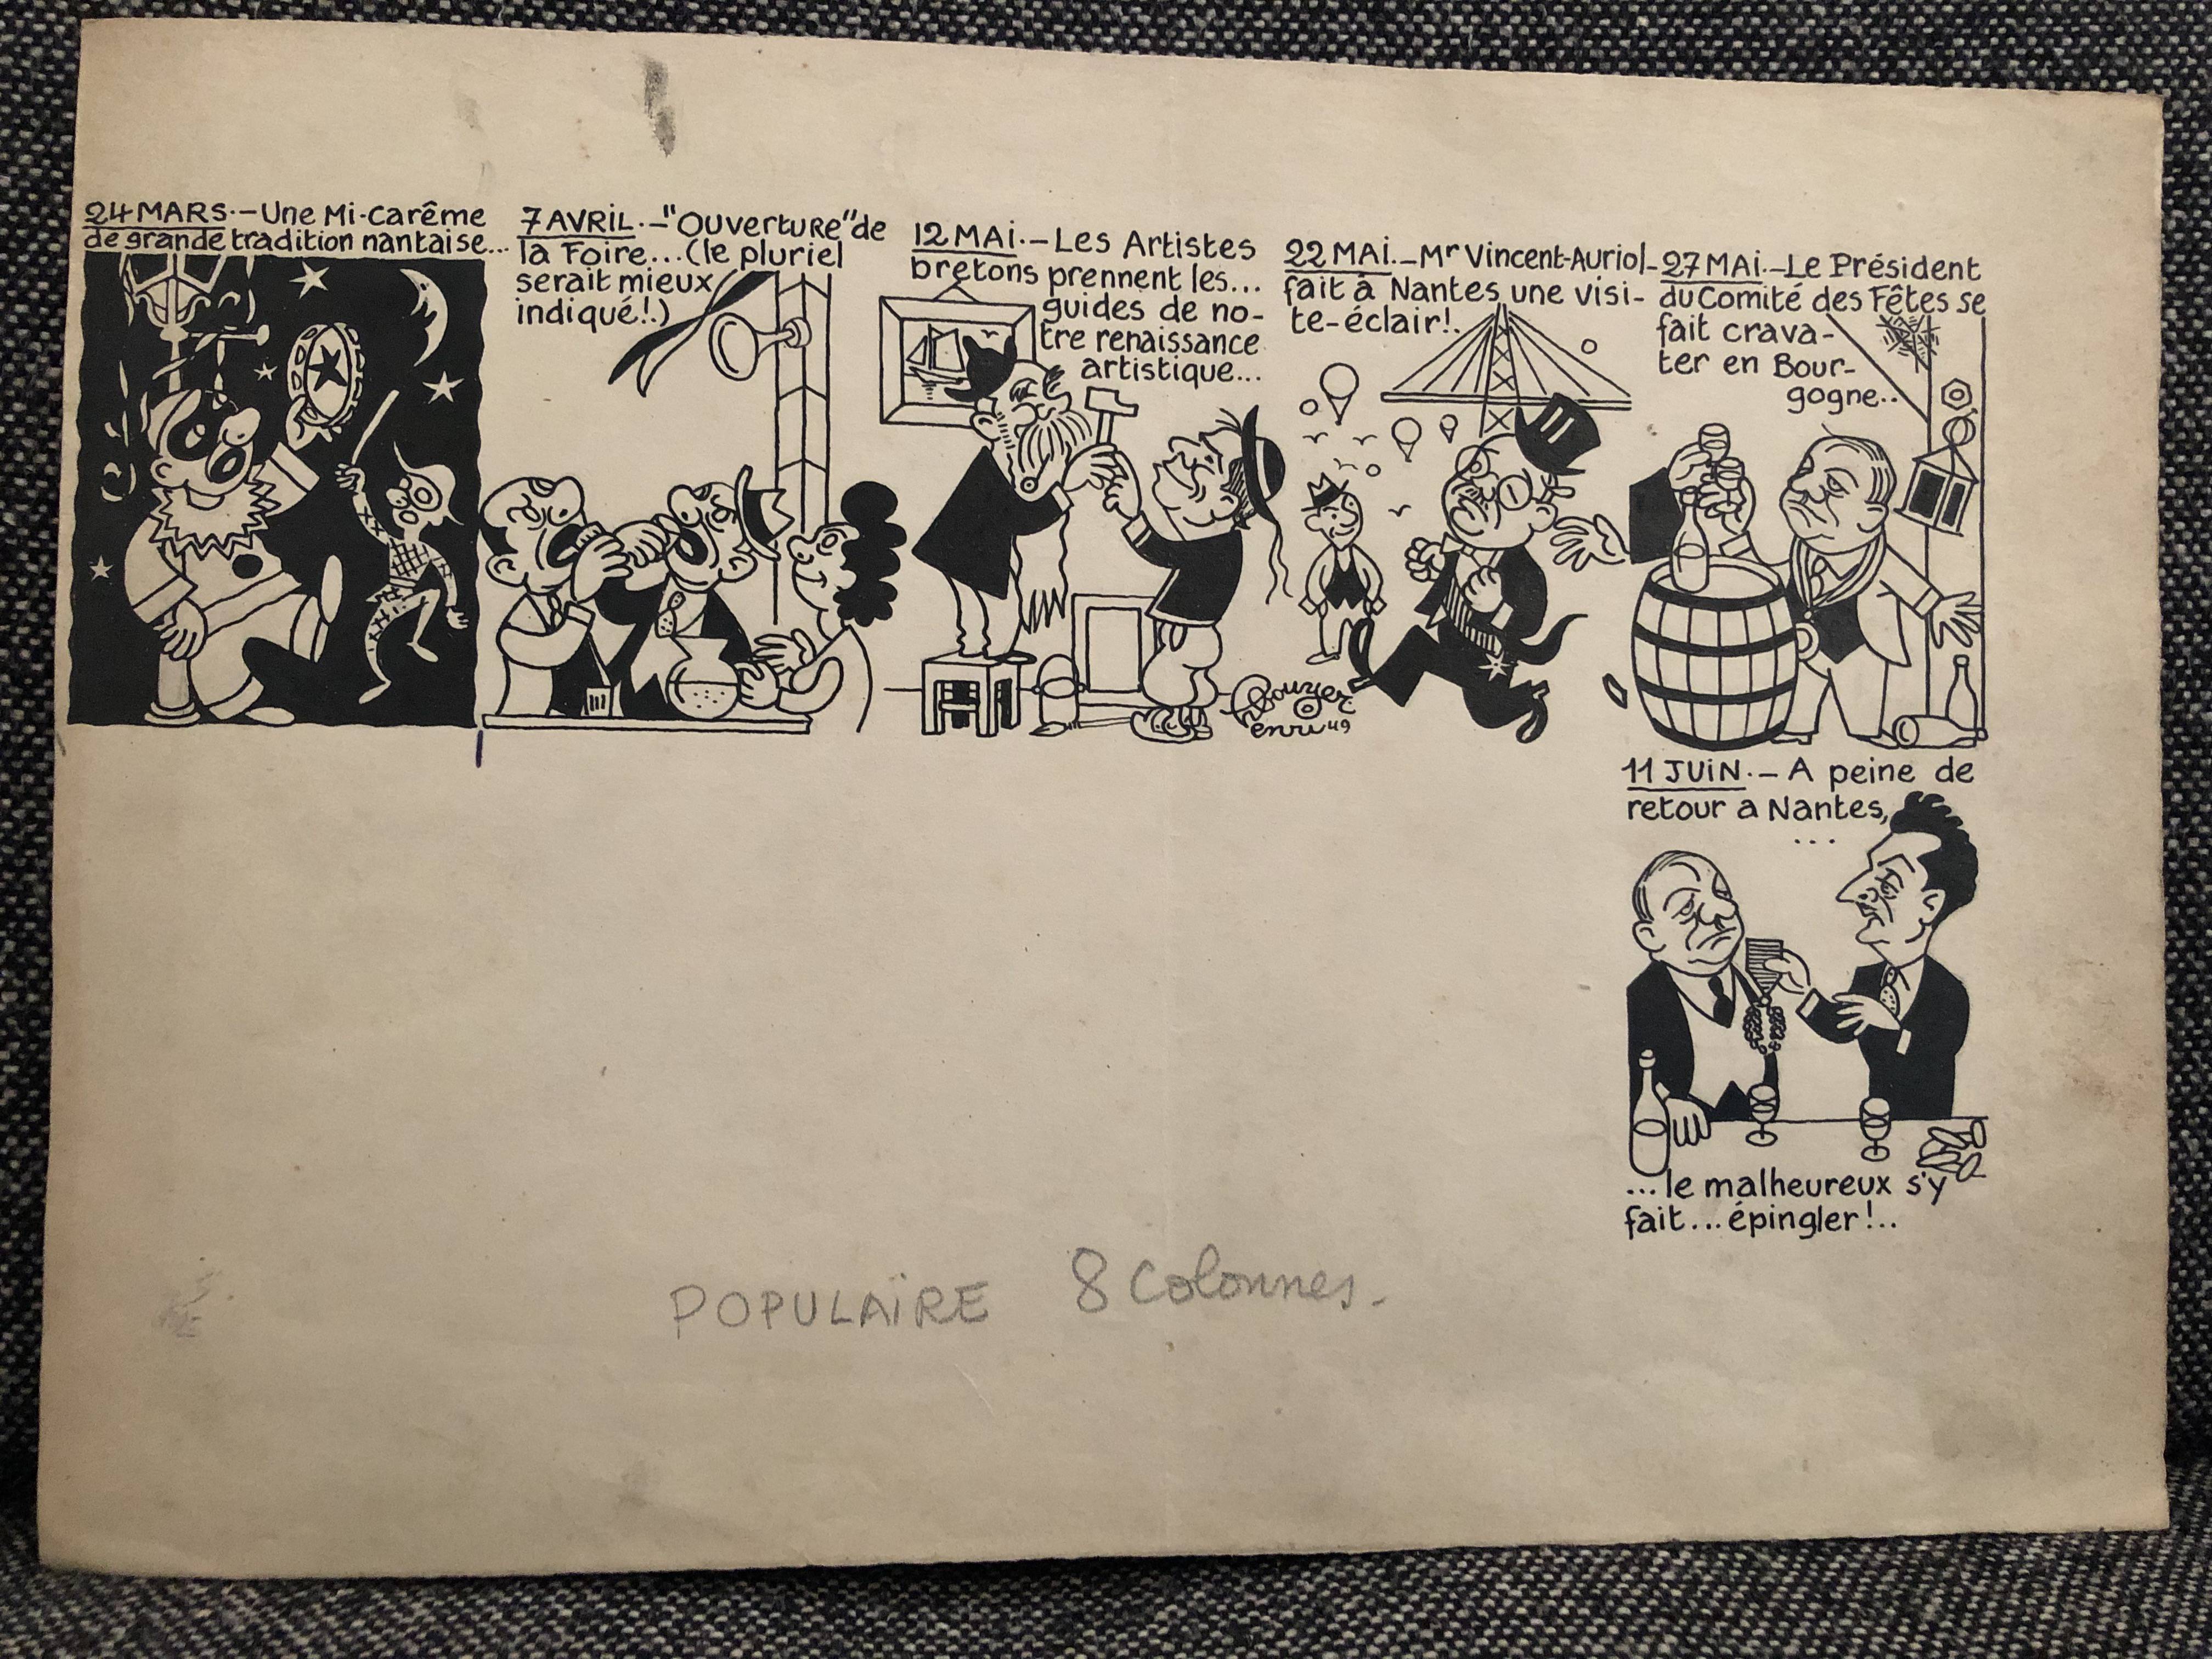 24 MARS.-Une Mi-Carême
de grande tradition nantaise...
7 AVRIL.-"OUVERTURE" de
la Foire...(le pluriel
serait mieux
indiqué!.)
12 MAI.-Les Artistes
bretons prennent les...
guides de no-
tre renaissance
artistique...
22 MAI.-Mr Vincent-Auriol
fait à Nantes une visi-
te-éclair!.
27 MAI.-Le Président
du Comité des Fêtes se
fait crava-
ter en Bour-
gogne..
enri 49
11 JUIN.-A peine de
retour a Nantes,
...
...le malheureux s'y
fait...épingler!..
POPULAÏRE 8 Colonnes.